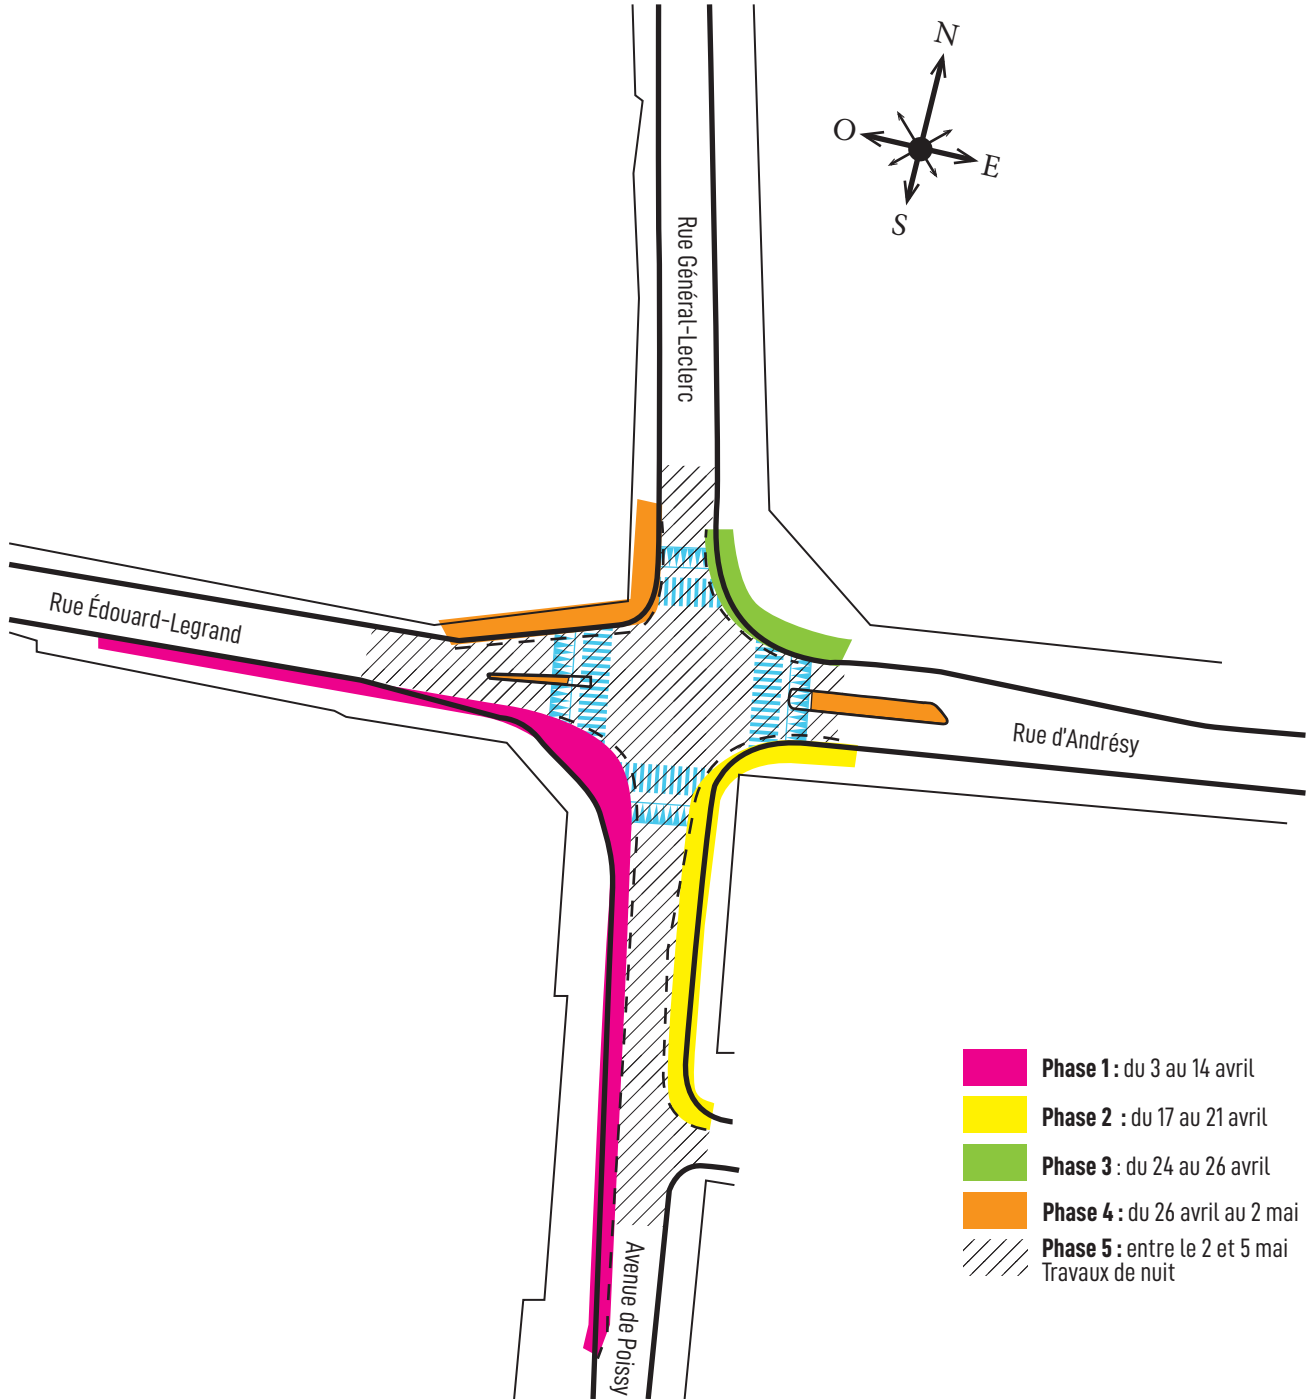 N
O
E
S
Rue Général-Leclerc
Rue Édouard-Legrand
Rue d'Andrésy
Avenue de Poissy
Phase 1 : du 3 au 14 avril
Phase 2 : du 17 au 21 avril
Phase 3 : du 24 au 26 avril
Phase 4 : du 26 avril au 2 mai
Phase 5 : entre le 2 et 5 mai
Travaux de nuit